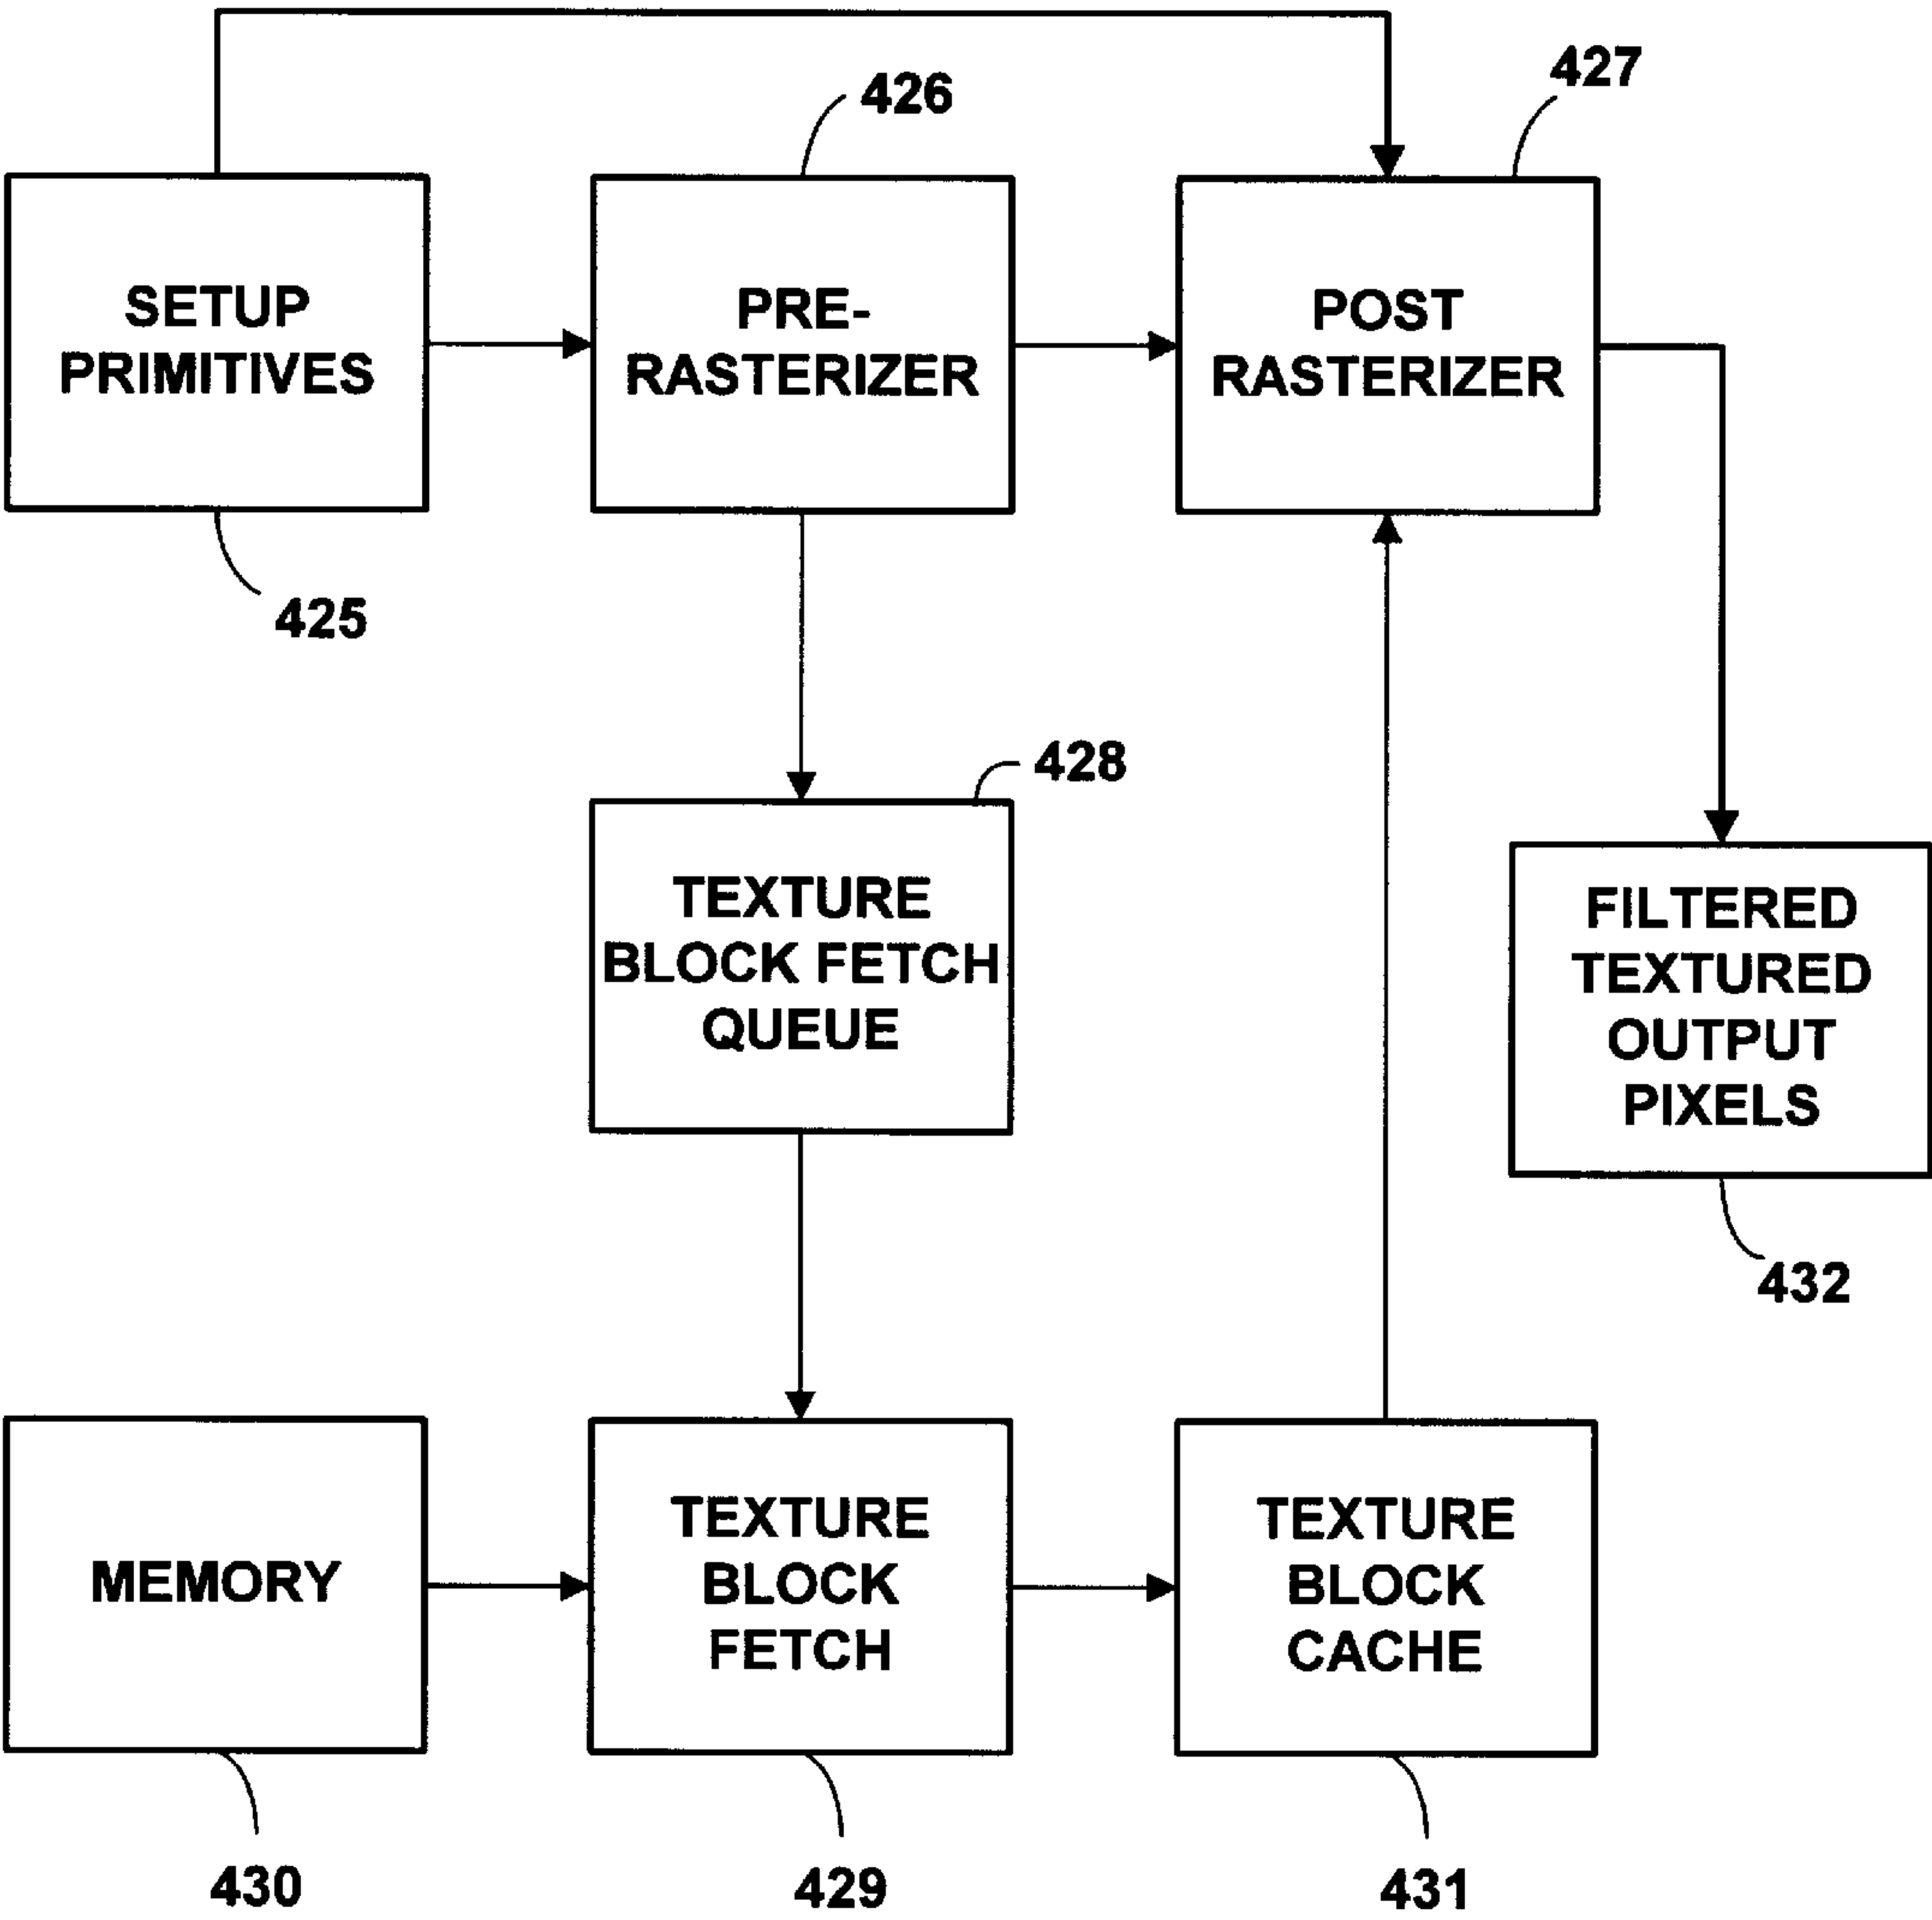 427
426
SETUP
PRIMITIVES
PRE-
RASTERIZER
POST
RASTERIZER
425
428
TEXTURE
BLOCK FETCH
QUEUE
FILTERED
TEXTURED
OUTPUT
PIXELS
432
MEMORY
TEXTURE
BLOCK
FETCH
TEXTURE
BLOCK
CACHE
430
429
431